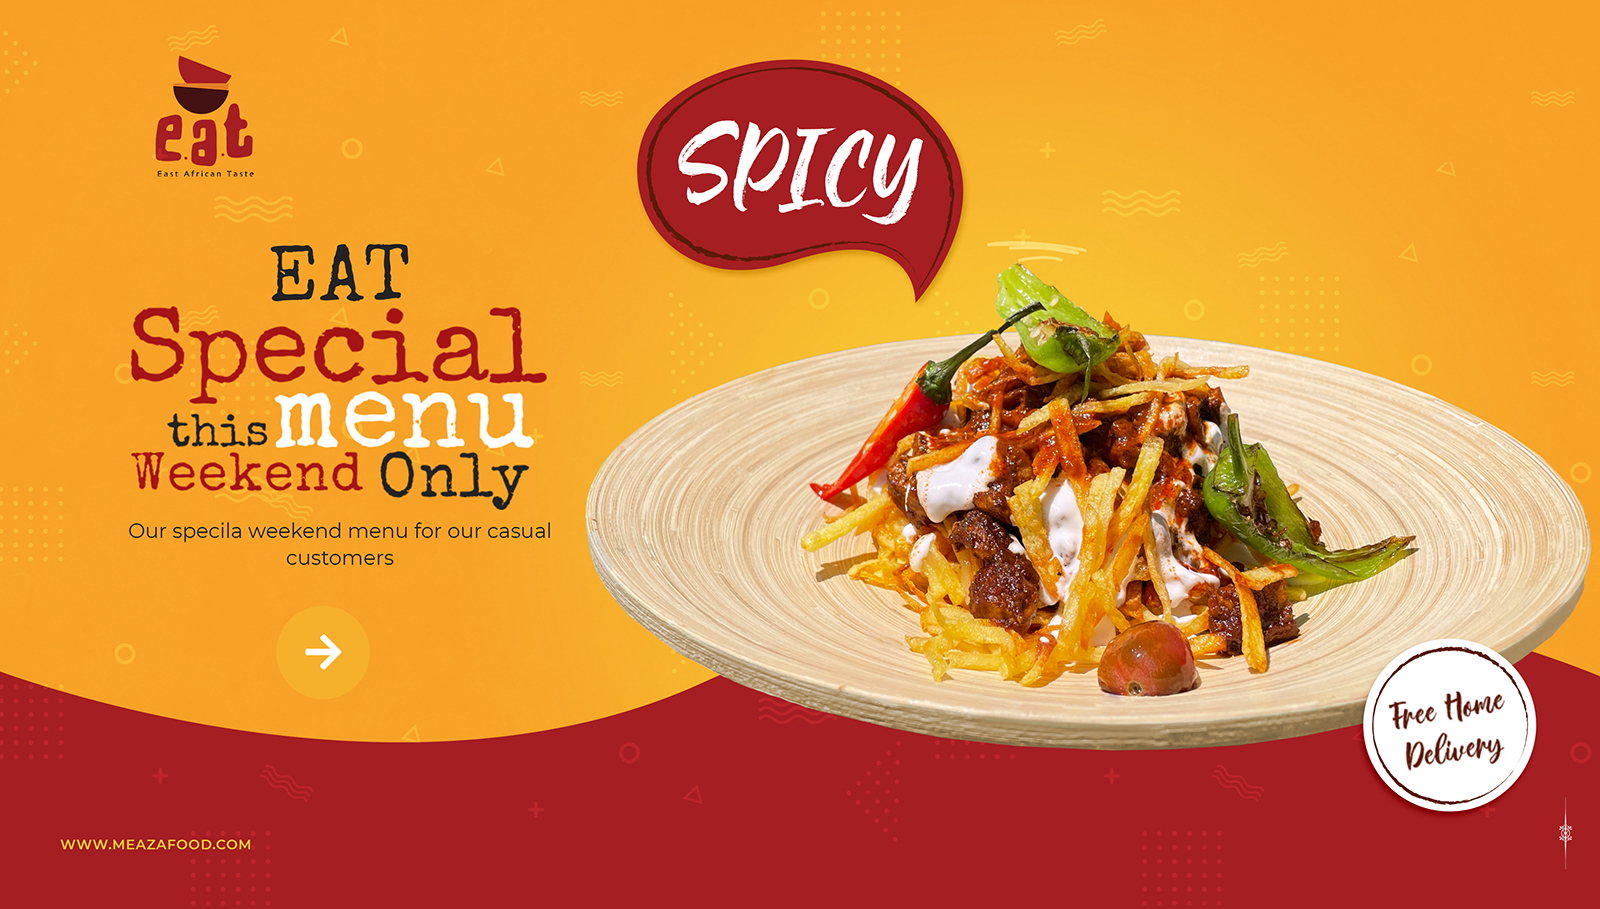 e.a.t
East African Taste
SPICY
EAT
Special
this menu
Weekend Only
Our specila weekend menu for our casual
customers
Free Home
Delivery
WWW.MEAZAFOOD.COM